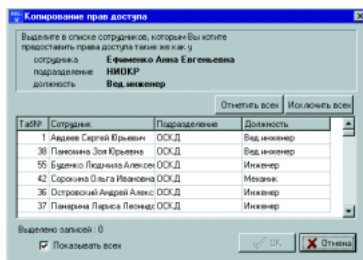 Копирование прав доступа
Выделите в списке сотрудников, которым Вы хотите
предоставить права доступа такие же как у
сотрудника Ефименко Анна Евгеньевна
подразделение НИОКР
должность Вед.инженер
Отметить всех Исключить всех
Таб№ Сотрудник Подразделение Должность
1 Авдеев Сергей Юрьевич ОСКД Вед.инженер
38 Панюкина Зоя Юрьевна ОСКД Вед.инженер
55 Буденко Людмила Алексее ОСКД Инженер
42 Сорокина Ольга Ивановна ОСКД Механик
36 Островский Андрей Алекс ОСКД Инженер
37 Панарина Лариса Леонидо ОСКД Инженер
Выделено записей : 0
Показывать всех
OK
Отмена